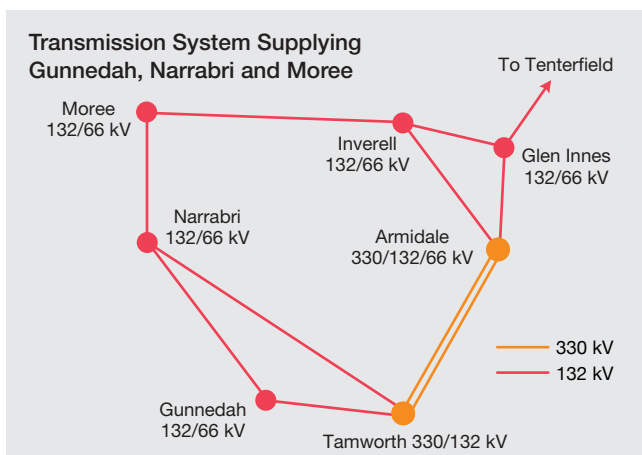 Transmission System Supplying
Gunnedah, Narrabri and Moree
To Tenterfield
Moree
132/66 kV
Inverell
132/66 kV
Glen Innes
132/66 kV
Narrabri
132/66 kV
Armidale
330/132/66 kV
330 kV
132 kV
Gunnedah
132/66 kV
Tamworth 330/132 kV